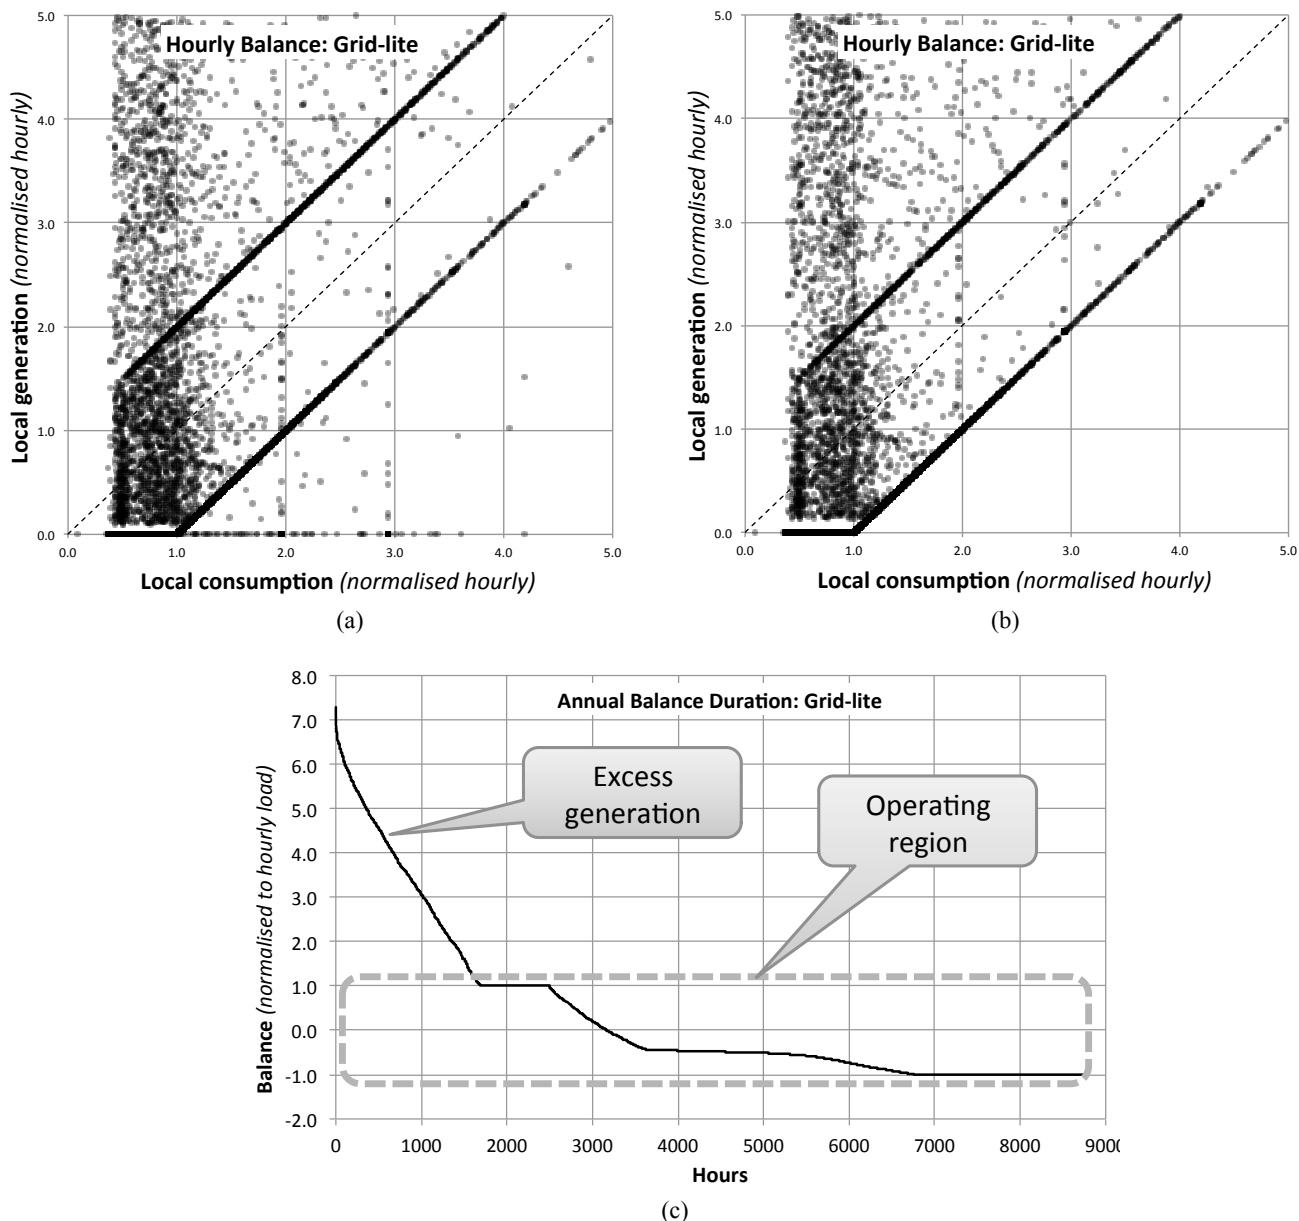 Hourly Balance: Grid-lite
Local generation (normalised hourly)
5.0
4.0
3.0
2.0
1.0
0.0
0.0 1.0 2.0 3.0 4.0 5.0
Local consumption (normalised hourly)
(a)
Hourly Balance: Grid-lite
Local generation (normalised hourly)
5.0
4.0
3.0
2.0
1.0
0.0
0.0 1.0 2.0 3.0 4.0 5.0
Local consumption (normalised hourly)
(b)
Annual Balance Duration: Grid-lite
Balance (normalised to hourly load)
8.0
7.0
6.0
5.0
4.0
3.0
2.0
1.0
0.0
-1.0
-2.0
Excess
generation
Operating
region
0 1000 2000 3000 4000 5000 6000 7000 8000 9000
Hours
(c)